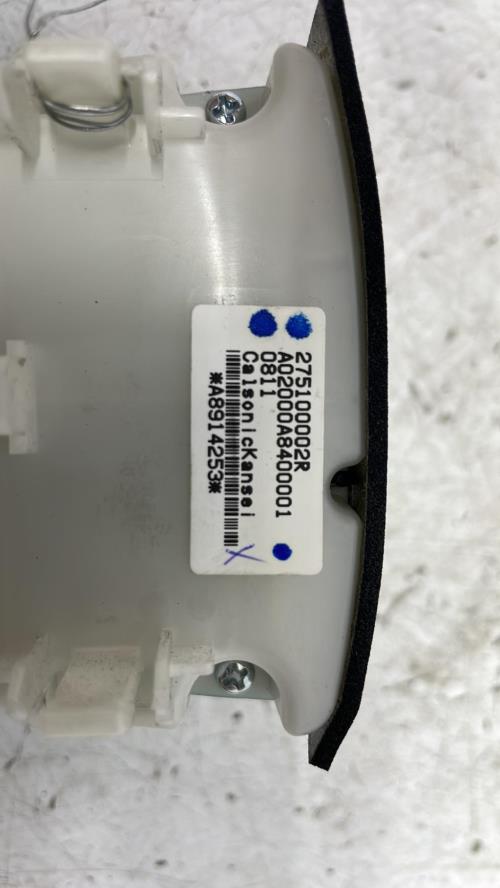 275100002R
A02000A8400001
0811
CalsonicKansei
※A8914253※